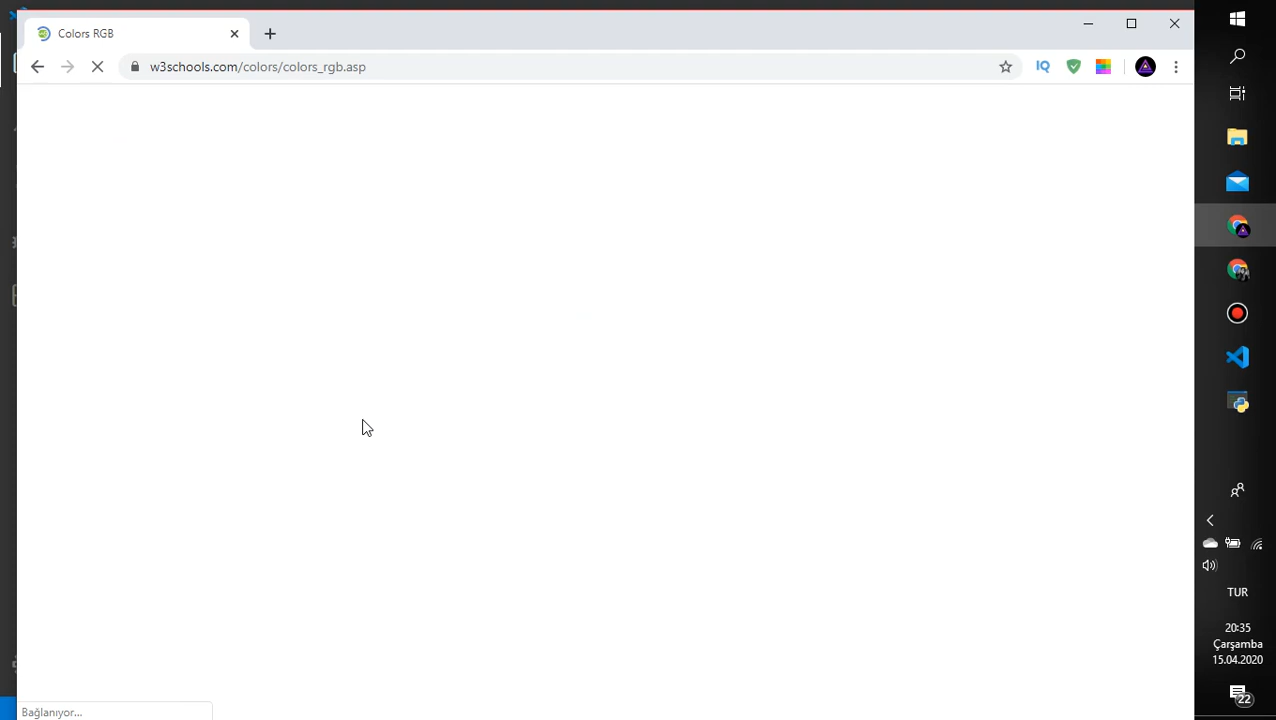 Colors RGB
w3schools.com/colors/colors_rgb.asp
IQ
TUR
20:35
Çarşamba
15.04.2020
22
Bağlanıyor...